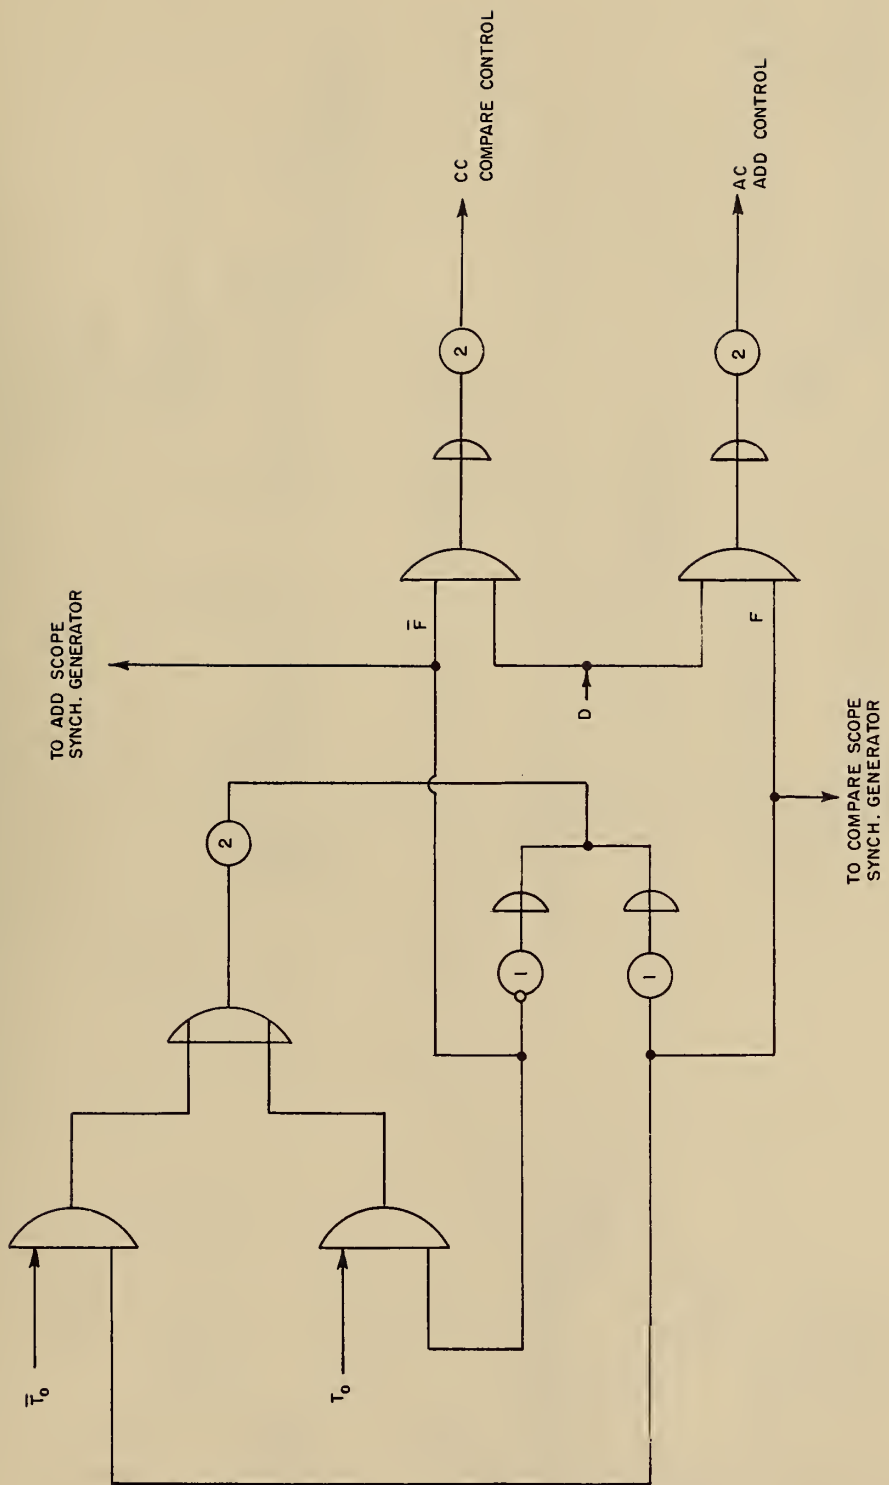 TO ADD SCOPE
SYNCH. GENERATOR
T̅₀
T₀
2
1
1
F̅
D
F
2
CC
COMPARE CONTROL
2
AC
ADD CONTROL
TO COMPARE SCOPE
SYNCH. GENERATOR